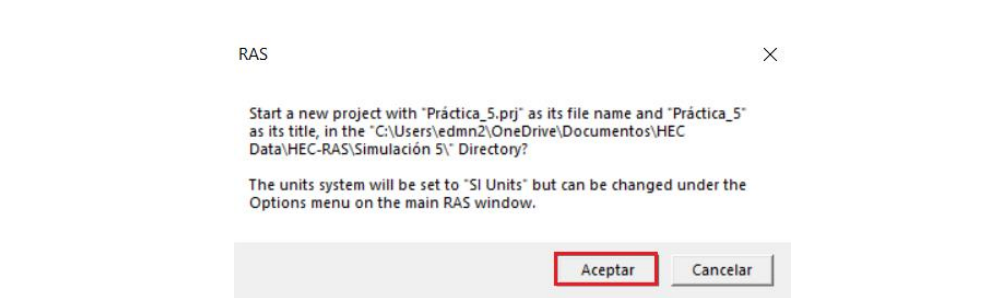 RAS
Start a new project with "Práctica_5.prj" as its file name and "Práctica_5"
as its title, in the "C:\Users\edmn2\OneDrive\Documentos\HEC
Data\HEC-RAS\Simulación 5\" Directory?
The units system will be set to "SI Units" but can be changed under the
Options menu on the main RAS window.
Aceptar Cancelar